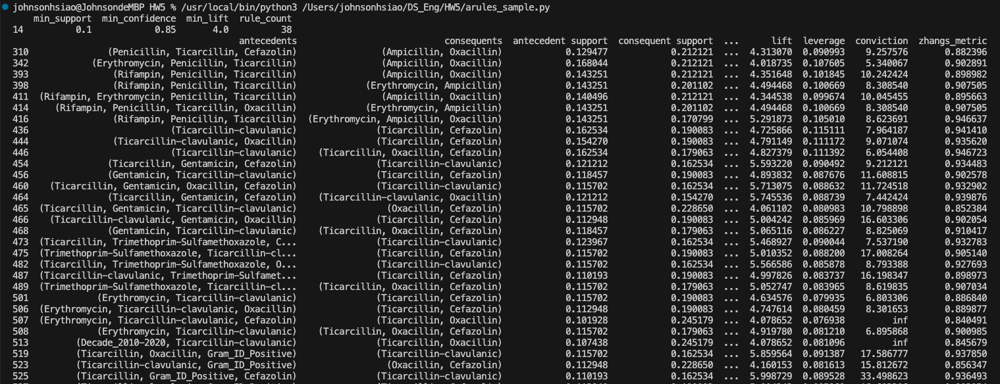 johnsonhsiao@JohnsondeMBP HW5 % /usr/local/bin/python3 /Users/johnsonhsiao/DS_Eng/HW5/arules_sample.py
min_support min_confidence min_lift rule_count
14 0.1 0.85 4.0 38
antecedents consequents antecedent support consequent support ... lift leverage conviction zhangs_metric
310 (Penicillin, Ticarcillin, Cefazolin) (Ampicillin, Oxacillin) 0.129477 0.212121 ... 4.313070 0.090993 9.257576 0.882396
342 (Erythromycin, Penicillin, Ticarcillin) (Ampicillin, Oxacillin) 0.168044 0.212121 ... 4.018735 0.107605 5.340067 0.902891
393 (Rifampin, Penicillin, Ticarcillin) (Ampicillin, Oxacillin) 0.143251 0.212121 ... 4.351648 0.101845 10.242424 0.898982
398 (Rifampin, Penicillin, Ticarcillin) (Erythromycin, Ampicillin) 0.143251 0.201102 ... 4.494468 0.100669 8.308540 0.907505
411 (Rifampin, Erythromycin, Penicillin, Ticarcillin) (Ampicillin, Oxacillin) 0.140496 0.212121 ... 4.344538 0.099674 10.045455 0.895663
414 (Rifampin, Penicillin, Ticarcillin, Oxacillin) (Erythromycin, Ampicillin) 0.143251 0.201102 ... 4.494468 0.100669 8.308540 0.907505
416 (Rifampin, Penicillin, Ticarcillin) (Erythromycin, Ampicillin, Oxacillin) 0.143251 0.170799 ... 5.291873 0.105010 8.623691 0.946637
436 (Ticarcillin-clavulanic) (Ticarcillin, Cefazolin) 0.162534 0.190083 ... 4.725866 0.115111 7.964187 0.941410
444 (Ticarcillin-clavulanic, Oxacillin) (Ticarcillin, Cefazolin) 0.154270 0.190083 ... 4.791149 0.111172 9.071074 0.935620
446 (Ticarcillin-clavulanic) (Ticarcillin, Oxacillin, Cefazolin) 0.162534 0.179063 ... 4.827379 0.111392 6.054408 0.946723
454 (Ticarcillin, Gentamicin, Cefazolin) (Ticarcillin-clavulanic) 0.121212 0.162534 ... 5.593220 0.090492 9.212121 0.934483
456 (Gentamicin, Ticarcillin-clavulanic) (Ticarcillin, Cefazolin) 0.118457 0.190083 ... 4.893832 0.087676 11.608815 0.902578
460 (Ticarcillin, Gentamicin, Oxacillin, Cefazolin) (Ticarcillin-clavulanic) 0.115702 0.162534 ... 5.713075 0.088632 11.724518 0.932902
464 (Ticarcillin, Gentamicin, Cefazolin) (Ticarcillin-clavulanic, Oxacillin) 0.121212 0.154270 ... 5.745536 0.088739 7.442424 0.939876
465 (Ticarcillin, Gentamicin, Ticarcillin-clavulanic) (Oxacillin, Cefazolin) 0.115702 0.228650 ... 4.061102 0.080983 10.798898 0.852384
466 (Ticarcillin-clavulanic, Gentamicin, Oxacillin) (Ticarcillin, Cefazolin) 0.112948 0.190083 ... 5.004242 0.085969 16.603306 0.902054
468 (Gentamicin, Ticarcillin-clavulanic) (Ticarcillin, Oxacillin, Cefazolin) 0.118457 0.179063 ... 5.065116 0.086227 8.825069 0.910417
473 (Ticarcillin, Trimethoprim-Sulfamethoxazole, C... (Ticarcillin-clavulanic) 0.123967 0.162534 ... 5.468927 0.090044 7.537190 0.932783
475 (Trimethoprim-Sulfamethoxazole, Ticarcillin-cl... (Ticarcillin, Cefazolin) 0.115702 0.190083 ... 5.010352 0.088200 17.008264 0.905140
482 (Ticarcillin, Trimethoprim-Sulfamethoxazole, O... (Ticarcillin-clavulanic) 0.115702 0.162534 ... 5.566586 0.085878 8.793388 0.927693
487 (Ticarcillin-clavulanic, Trimethoprim-Sulfamet... (Ticarcillin, Cefazolin) 0.110193 0.190083 ... 4.997826 0.083737 16.198347 0.898973
489 (Trimethoprim-Sulfamethoxazole, Ticarcillin-cl... (Ticarcillin, Oxacillin, Cefazolin) 0.115702 0.179063 ... 5.052747 0.083965 8.619835 0.907034
501 (Erythromycin, Ticarcillin-clavulanic) (Ticarcillin, Cefazolin) 0.115702 0.190083 ... 4.634576 0.079935 6.803306 0.886840
506 (Erythromycin, Ticarcillin-clavulanic, Oxacillin) (Ticarcillin, Cefazolin) 0.112948 0.190083 ... 4.747614 0.080459 8.301653 0.889877
507 (Erythromycin, Ticarcillin-clavulanic, Cefazolin) (Ticarcillin, Oxacillin) 0.101928 0.245179 ... 4.078652 0.076938 inf 0.840491
508 (Erythromycin, Ticarcillin-clavulanic) (Ticarcillin, Oxacillin, Cefazolin) 0.115702 0.179063 ... 4.919780 0.081210 6.895868 0.900985
513 (Decade_2010-2020, Ticarcillin-clavulanic) (Ticarcillin, Oxacillin) 0.107438 0.245179 ... 4.078652 0.081096 inf 0.845679
519 (Ticarcillin, Oxacillin, Gram_ID_Positive) (Ticarcillin-clavulanic) 0.115702 0.162534 ... 5.859564 0.091387 17.586777 0.937850
523 (Ticarcillin-clavulanic, Gram_ID_Positive) (Oxacillin, Cefazolin) 0.112948 0.228650 ... 4.160153 0.081613 15.812672 0.856347
525 (Ticarcillin, Gram_ID_Positive, Cefazolin) (Ticarcillin-clavulanic) 0.110193 0.162534 ... 5.998729 0.089528 33.498623 0.936493